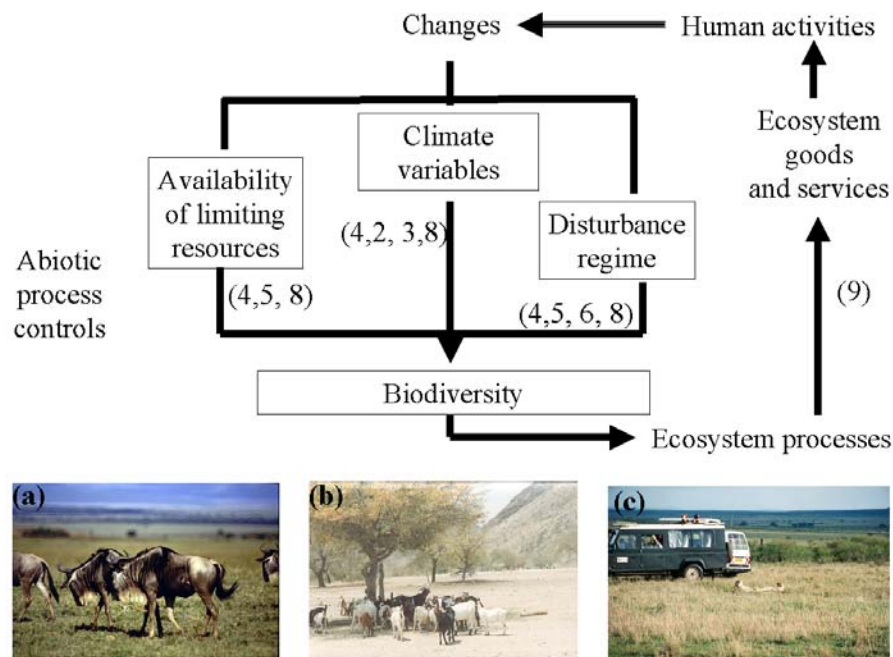 Changes
Human activities
Climate
variables
Ecosystem
goods
and services
Availability
of limiting
resources
(4,2, 3,8)
Disturbance
regime
Abiotic
process
controls
(4,5, 8)
(4,5, 6, 8)
(9)
Biodiversity
Ecosystem processes
(a)
(b)
(c)